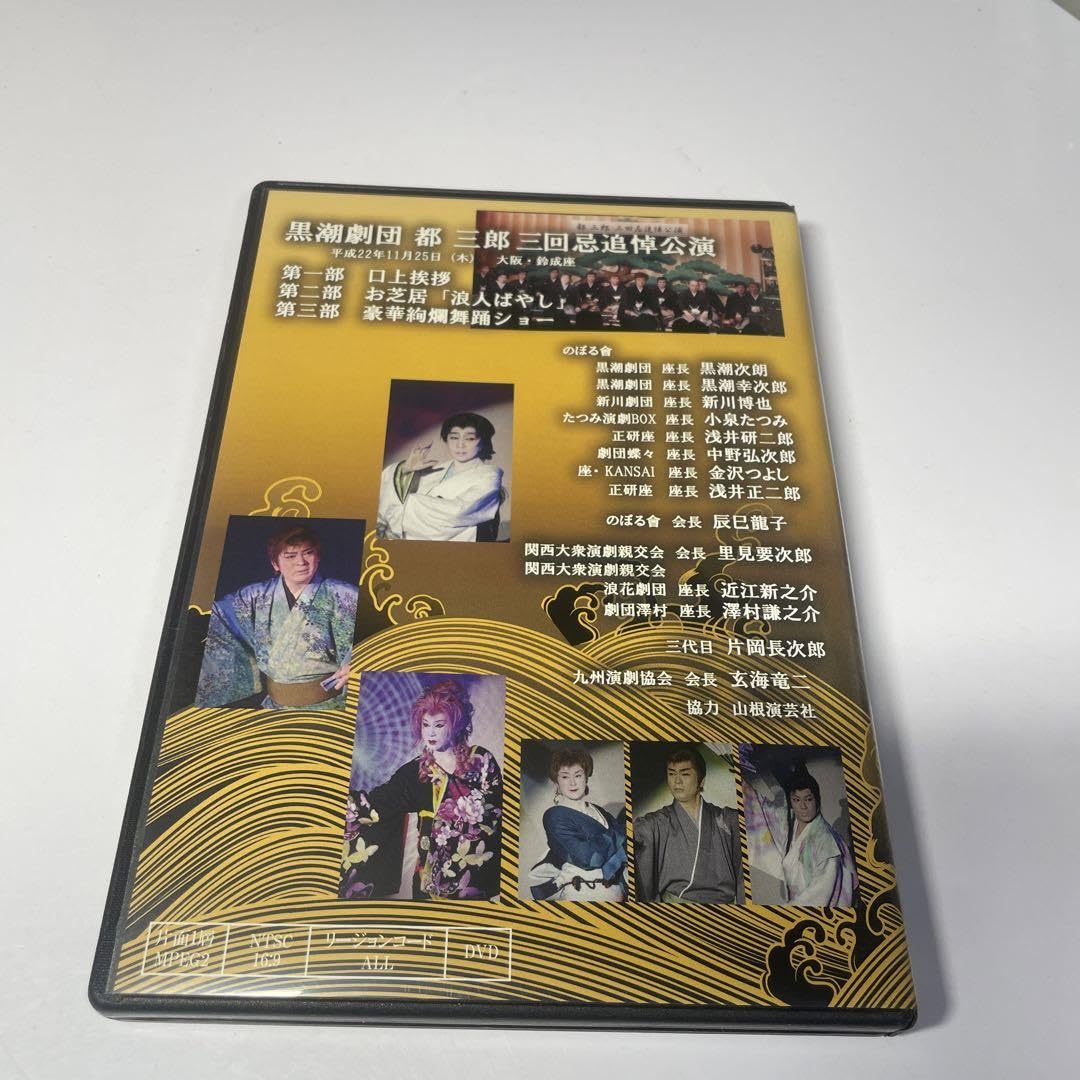 黒潮劇団 都 三郎 三回忌追悼公演
平成22年11月25日（木） 大阪・鈴成座
第一部 口上挨拶
第二部 お芝居「浪人ばやし」
第三部 豪華絢爛舞踊ショー
都 三郎 三回忌追悼公演
のぼる會
黒潮劇団 座長 黒潮次朗
黒潮劇団 座長 黒潮幸次郎
新川劇団 座長 新川博也
たつみ演劇BOX 座長 小泉たつみ
正研座 座長 浅井研二郎
劇団蝶々 座長 中野弘次郎
座・KANSAI 座長 金沢つよし
正研座 座長 浅井正二郎
のぼる會 会長 辰巳龍子
関西大衆演劇親交会 会長 里見要次郎
関西大衆演劇親交会
浪花劇団 座長 近江新之介
劇団澤村 座長 澤村謙之介
三代目 片岡長次郎
九州演劇協会 会長 玄海竜二
協力 山根演芸社
片面1層 MPEG2
NTSC 16:9
リージョンコード ALL
DVD